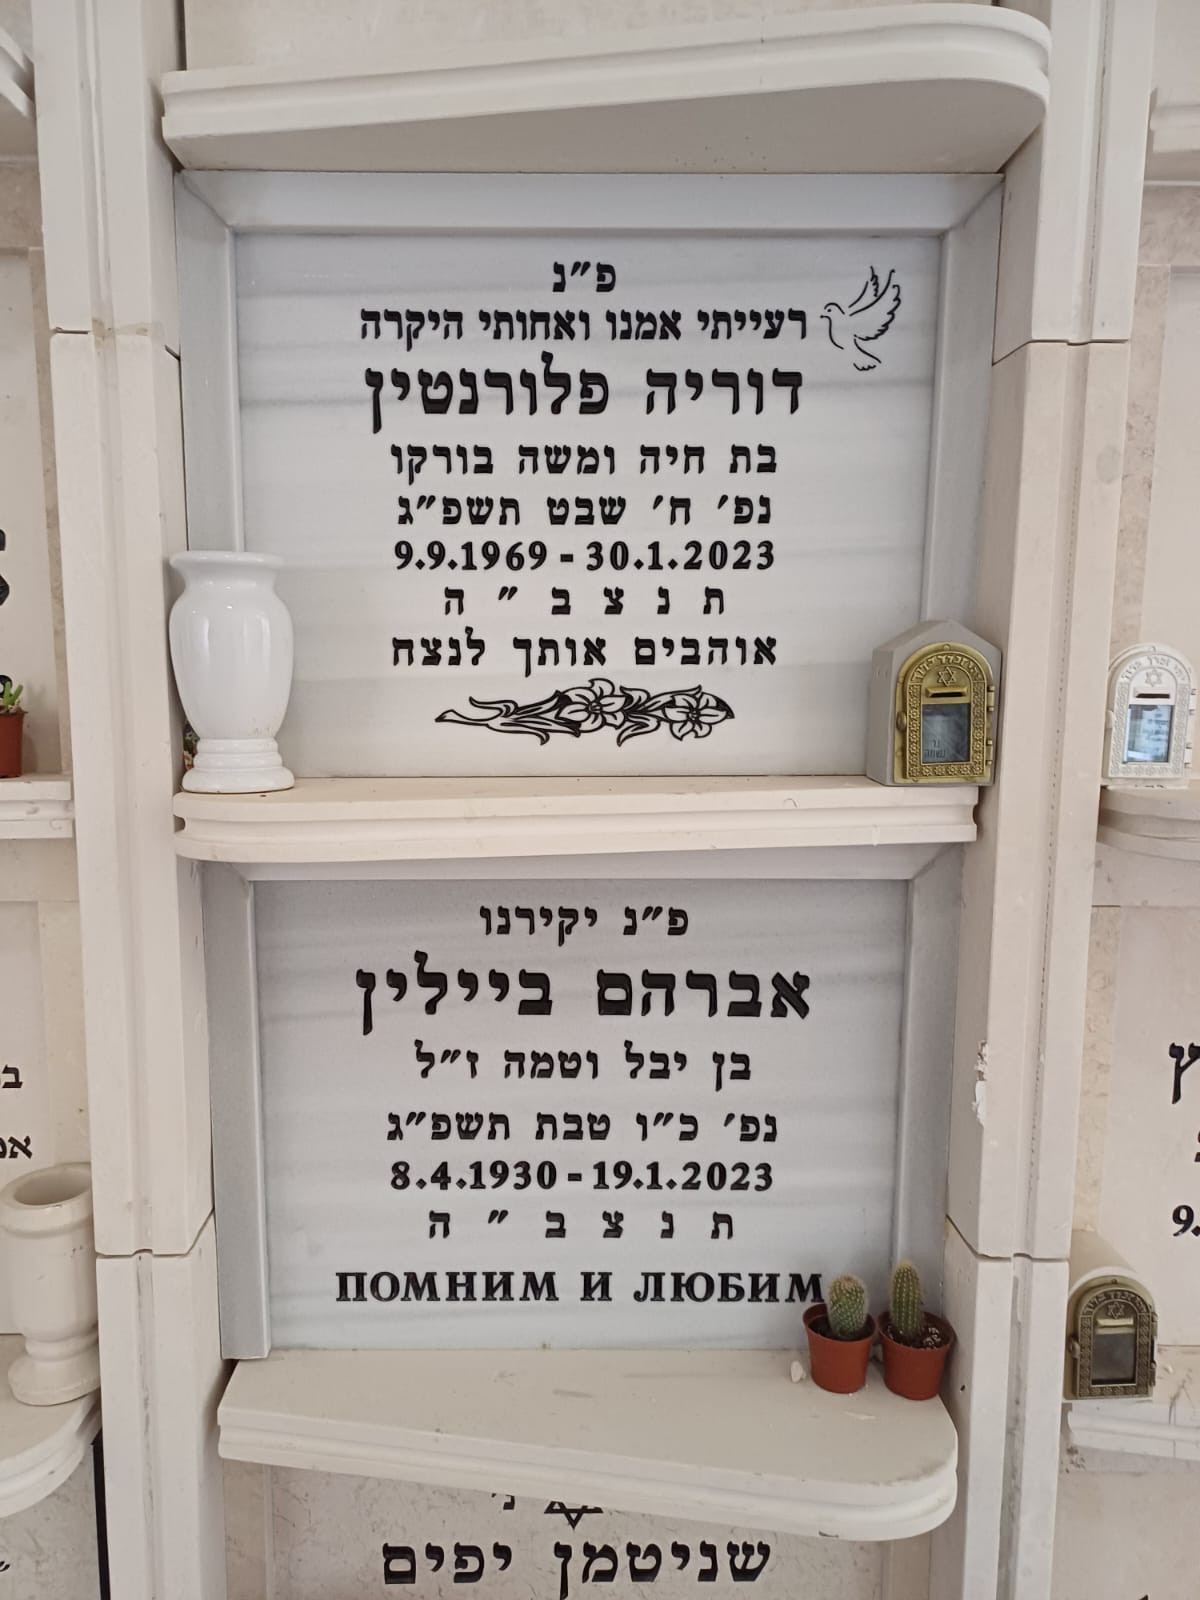 פ״נ
רעייתי אמנו ואחותי היקרה
דוריה פלורנטין
בת חיה ומשה בורקו
נפ׳ ח׳ שבט תשפ״ג
9.9.1969 - 30.1.2023
ת נ צ ב ״ ה
אוהבים אותך לנצח
פ״נ יקירנו
אברהם ביילין
בן יבל וטמה ז״ל
נפ׳ כ״ו טבת תשפ״ג
8.4.1930 - 19.1.2023
ת נ צ ב ״ ה
ПОМНИМ И ЛЮБИМ
שניטמן יפים